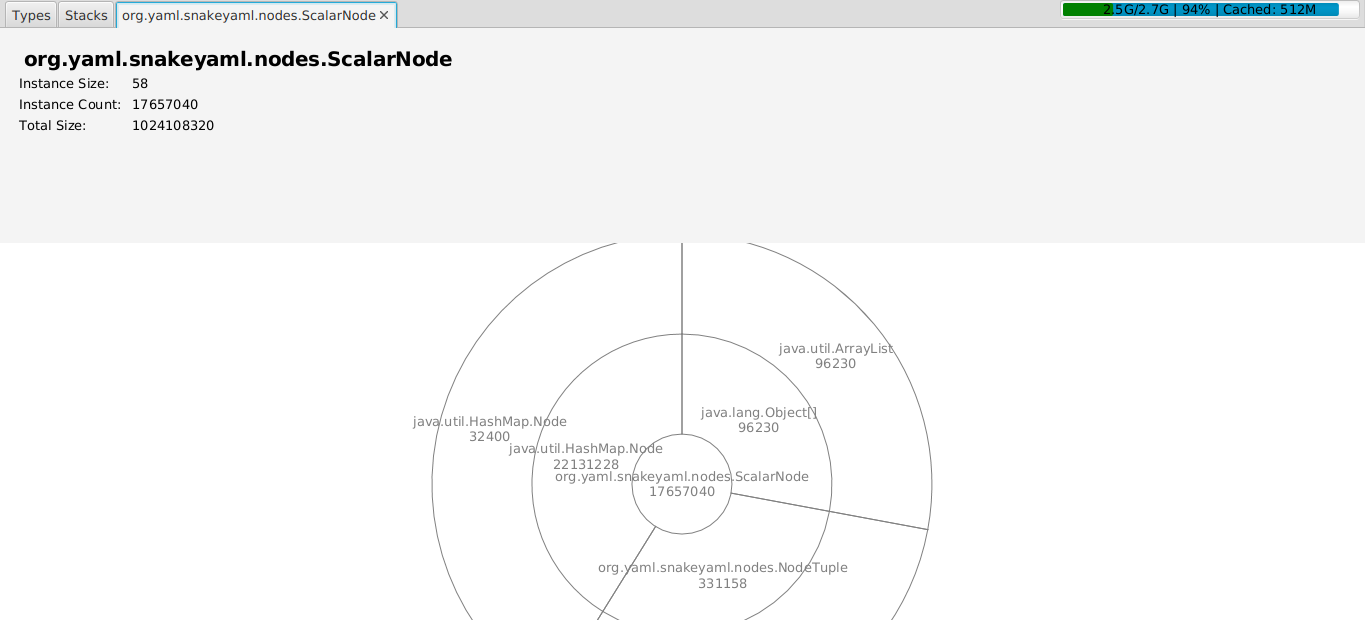 Types Stacks org.yaml.snakeyaml.nodes.ScalarNode
2.5G/2.7G | 94% | Cached: 512M
org.yaml.snakeyaml.nodes.ScalarNode
Instance Size: 58
Instance Count: 17657040
Total Size: 1024108320
java.util.ArrayList
96230
java.lang.Object[]
96230
java.util.HashMap.Node
32400
java.util.HashMap.Node
22131228
org.yaml.snakeyaml.nodes.ScalarNode
17657040
org.yaml.snakeyaml.nodes.NodeTuple
331158